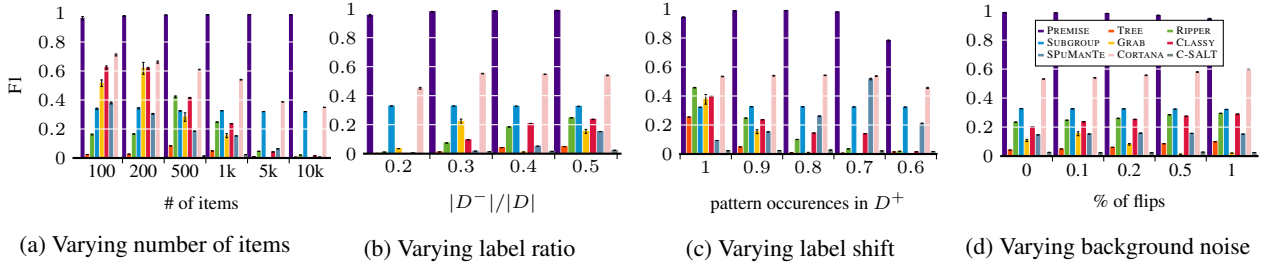 F1
1
0.8
0.6
0.4
0.2
0
100 200 500 1k 5k 10k
# of items
(a) Varying number of items
1
0.8
0.6
0.4
0.2
0
0.2 0.3 0.4 0.5
|D⁻|/|D|
(b) Varying label ratio
1
0.8
0.6
0.4
0.2
0
1 0.9 0.8 0.7 0.6
pattern occurences in D⁺
(c) Varying label shift
PREMISE TREE RIPPER
SUBGROUP GRAB CLASSY
SPUMANTE CORTANA C-SALT
1
0.8
0.6
0.4
0.2
0
0 0.1 0.2 0.5 1
% of flips
(d) Varying background noise